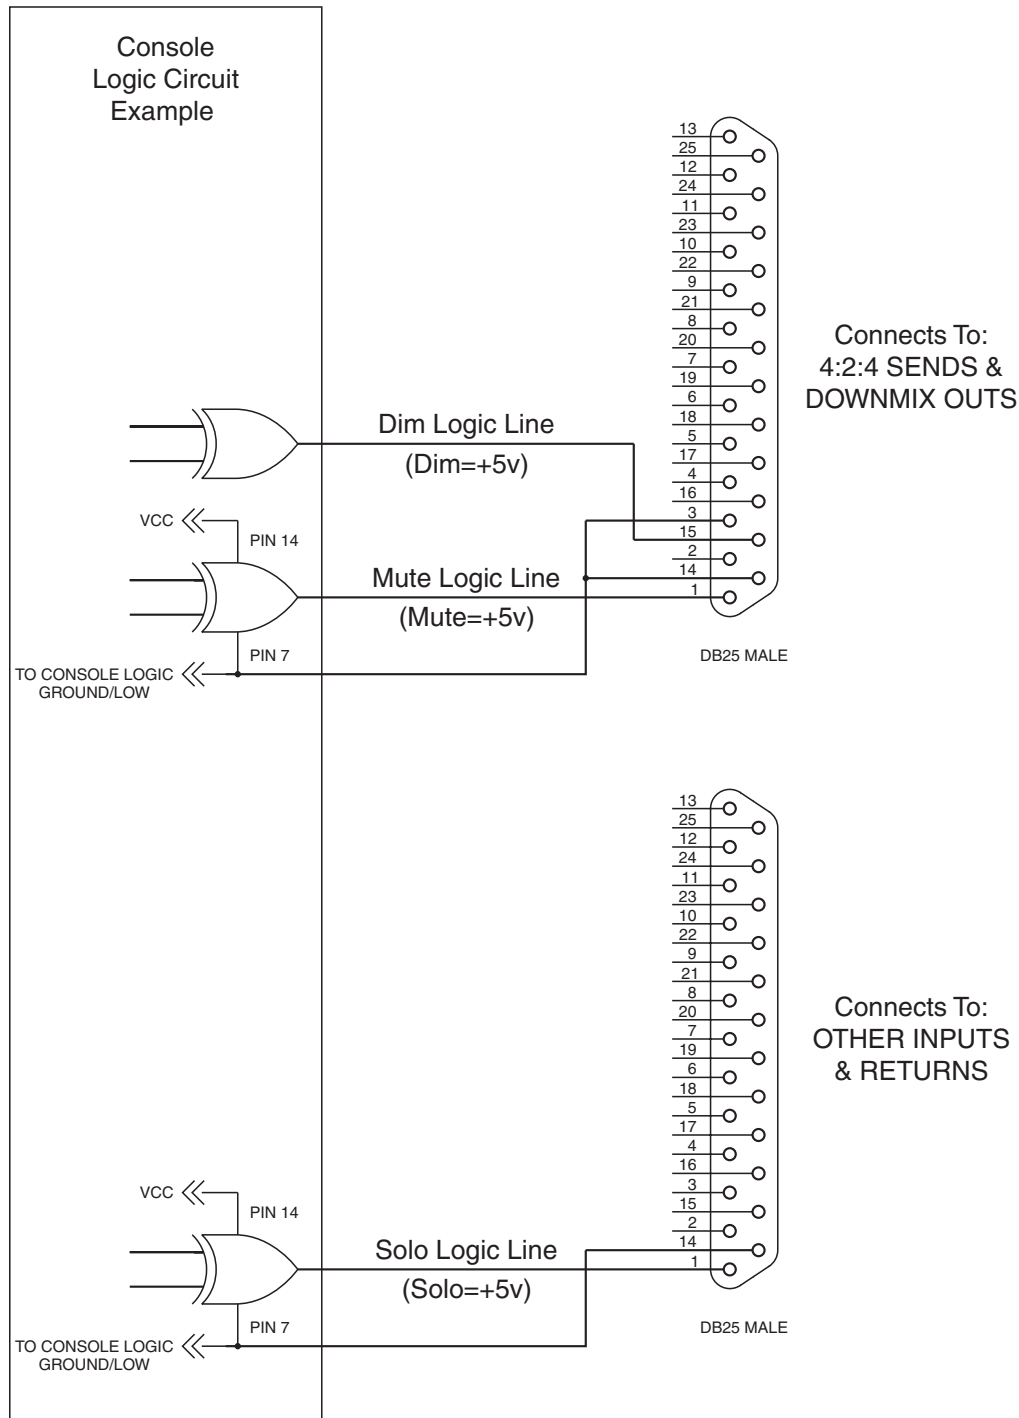 Console
Logic Circuit
Example
13
25
12
24
11
23
10
22
9
21
8
20
7
19
6
18
5
17
4
16
3
15
2
14
1
Connects To:
4:2:4 SENDS &
DOWNMIX OUTS
Dim Logic Line
(Dim=+5v)
VCC
PIN 14
Mute Logic Line
(Mute=+5v)
PIN 7
TO CONSOLE LOGIC
GROUND/LOW
DB25 MALE
13
25
12
24
11
23
10
22
9
21
8
20
7
19
6
18
5
17
4
16
3
15
2
14
1
Connects To:
OTHER INPUTS
& RETURNS
VCC
PIN 14
Solo Logic Line
(Solo=+5v)
PIN 7
TO CONSOLE LOGIC
GROUND/LOW
DB25 MALE